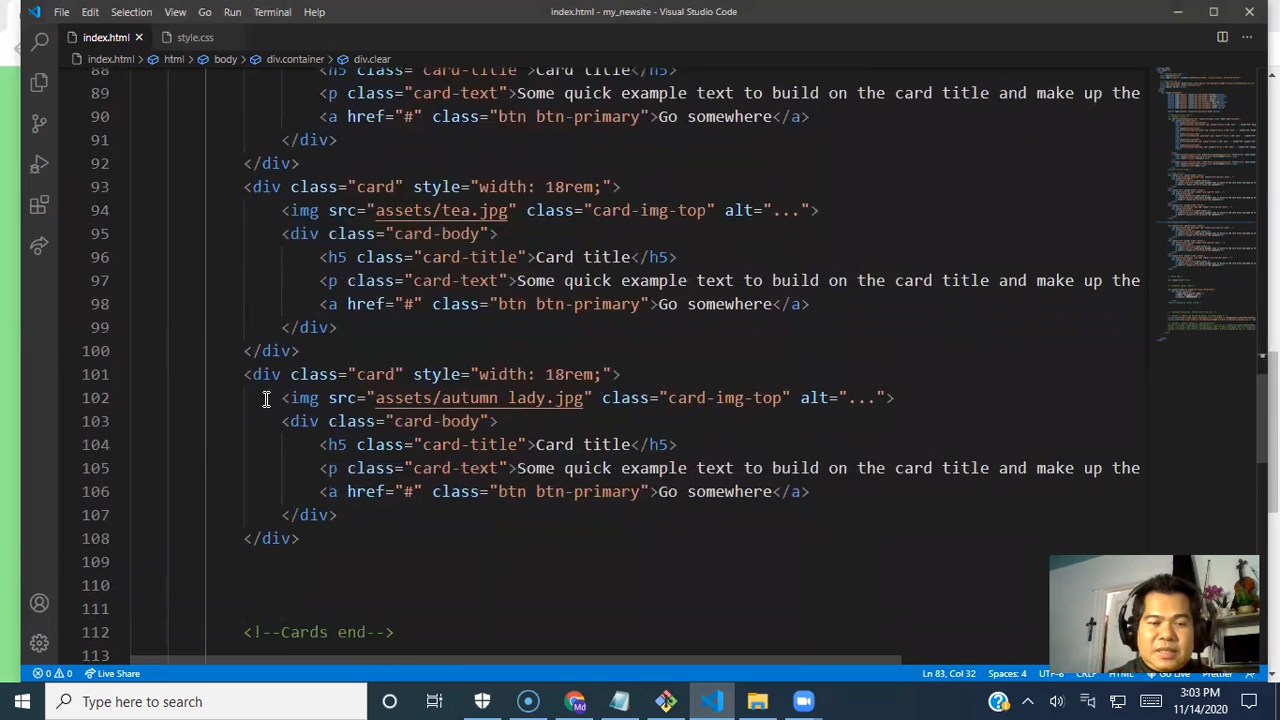 File Edit Selection View Go Run Terminal Help
index.html - my_newsite - Visual Studio Code
index.html × style.css
index.html > html > body > div.container > div.clear
88 <h5 class="card-title">Card title</h5>
89 <p class="card-text">Some quick example text to build on the card title and make up the
90 <a href="#" class="btn btn-primary">Go somewhere</a>
91 </div>
92 </div>
93 <div class="card" style="width: 18rem;">
94 <img src="assets/tea.jpg" class="card-img-top" alt="...">
95 <div class="card-body">
96 <h5 class="card-title">Card title</h5>
97 <p class="card-text">Some quick example text to build on the card title and make up the
98 <a href="#" class="btn btn-primary">Go somewhere</a>
99 </div>
100 </div>
101 <div class="card" style="width: 18rem;">
102 <img src="assets/autumn lady.jpg" class="card-img-top" alt="...">
103 <div class="card-body">
104 <h5 class="card-title">Card title</h5>
105 <p class="card-text">Some quick example text to build on the card title and make up the
106 <a href="#" class="btn btn-primary">Go somewhere</a>
107 </div>
108 </div>
109
110
111
112 <!--Cards end-->
113
0 0 Live Share Ln 83, Col 32 Spaces: 4 UTF-8 CRLF HTML Go Live Prettier
Type here to search
Md
3:03 PM
11/14/2020